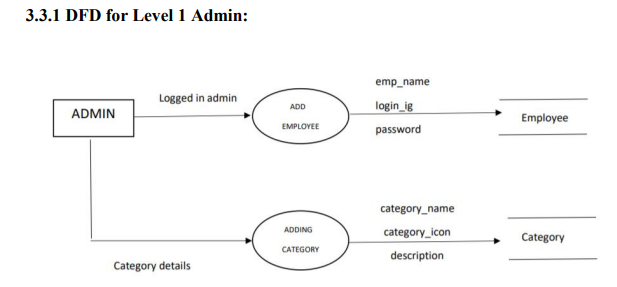 3.3.1 DFD for Level 1 Admin:
ADMIN
Logged in admin
ADD
EMPLOYEE
emp_name
login_ig
password
Employee
Category details
ADDING
CATEGORY
category_name
category_icon
description
Category